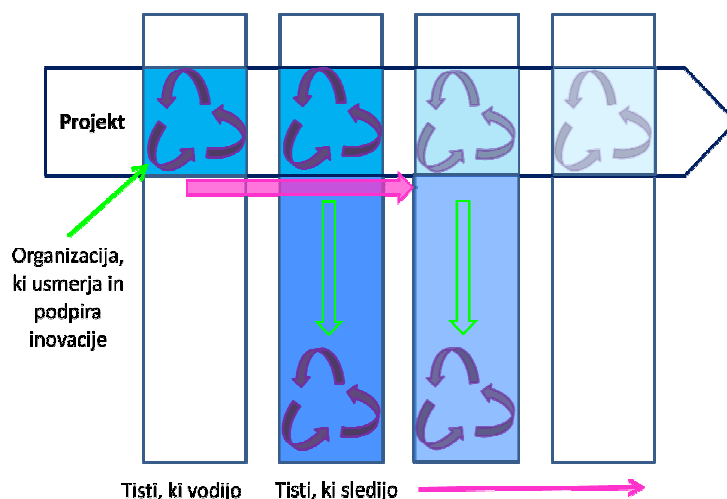 Projekt
Organizacija,
ki usmerja in
podpira
inovacije
Tisti, ki vodijo
Tisti, ki sledijo